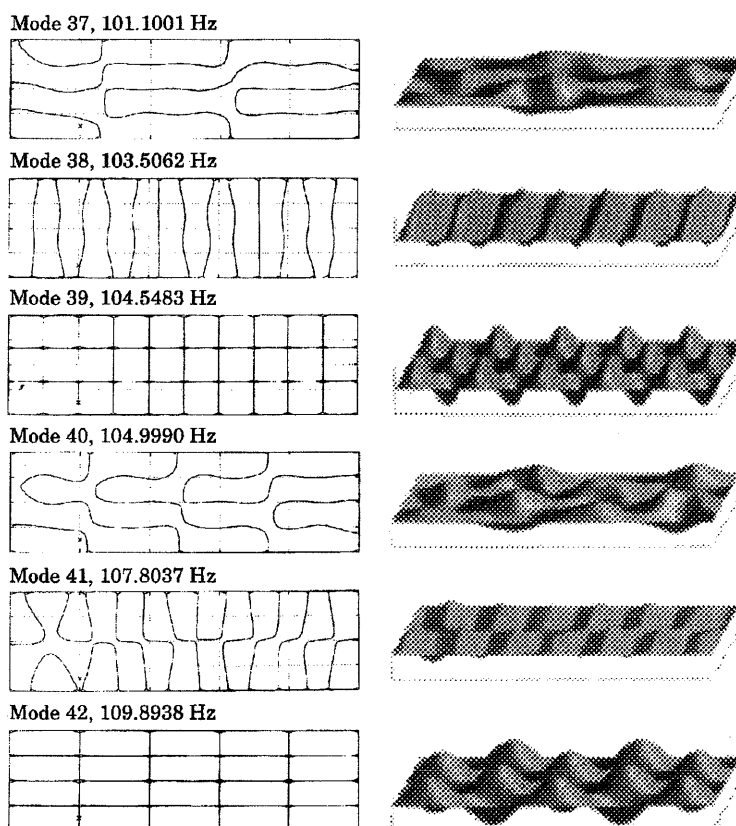 Mode 37, 101.1001 Hz
Mode 38, 103.5062 Hz
Mode 39, 104.5483 Hz
Mode 40, 104.9990 Hz
Mode 41, 107.8037 Hz
Mode 42, 109.8938 Hz